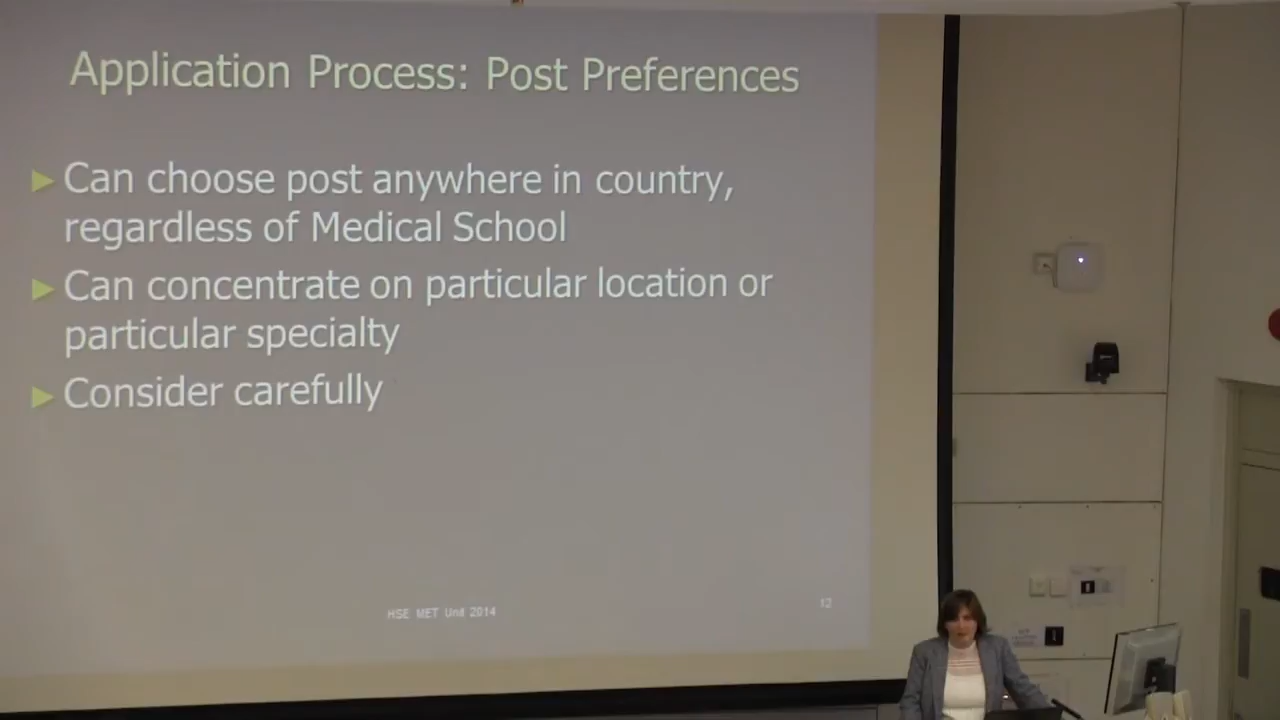 Application Process: Post Preferences
► Can choose post anywhere in country,
regardless of Medical School
► Can concentrate on particular location or
particular specialty
► Consider carefully
HSE MET Unit 2014
12